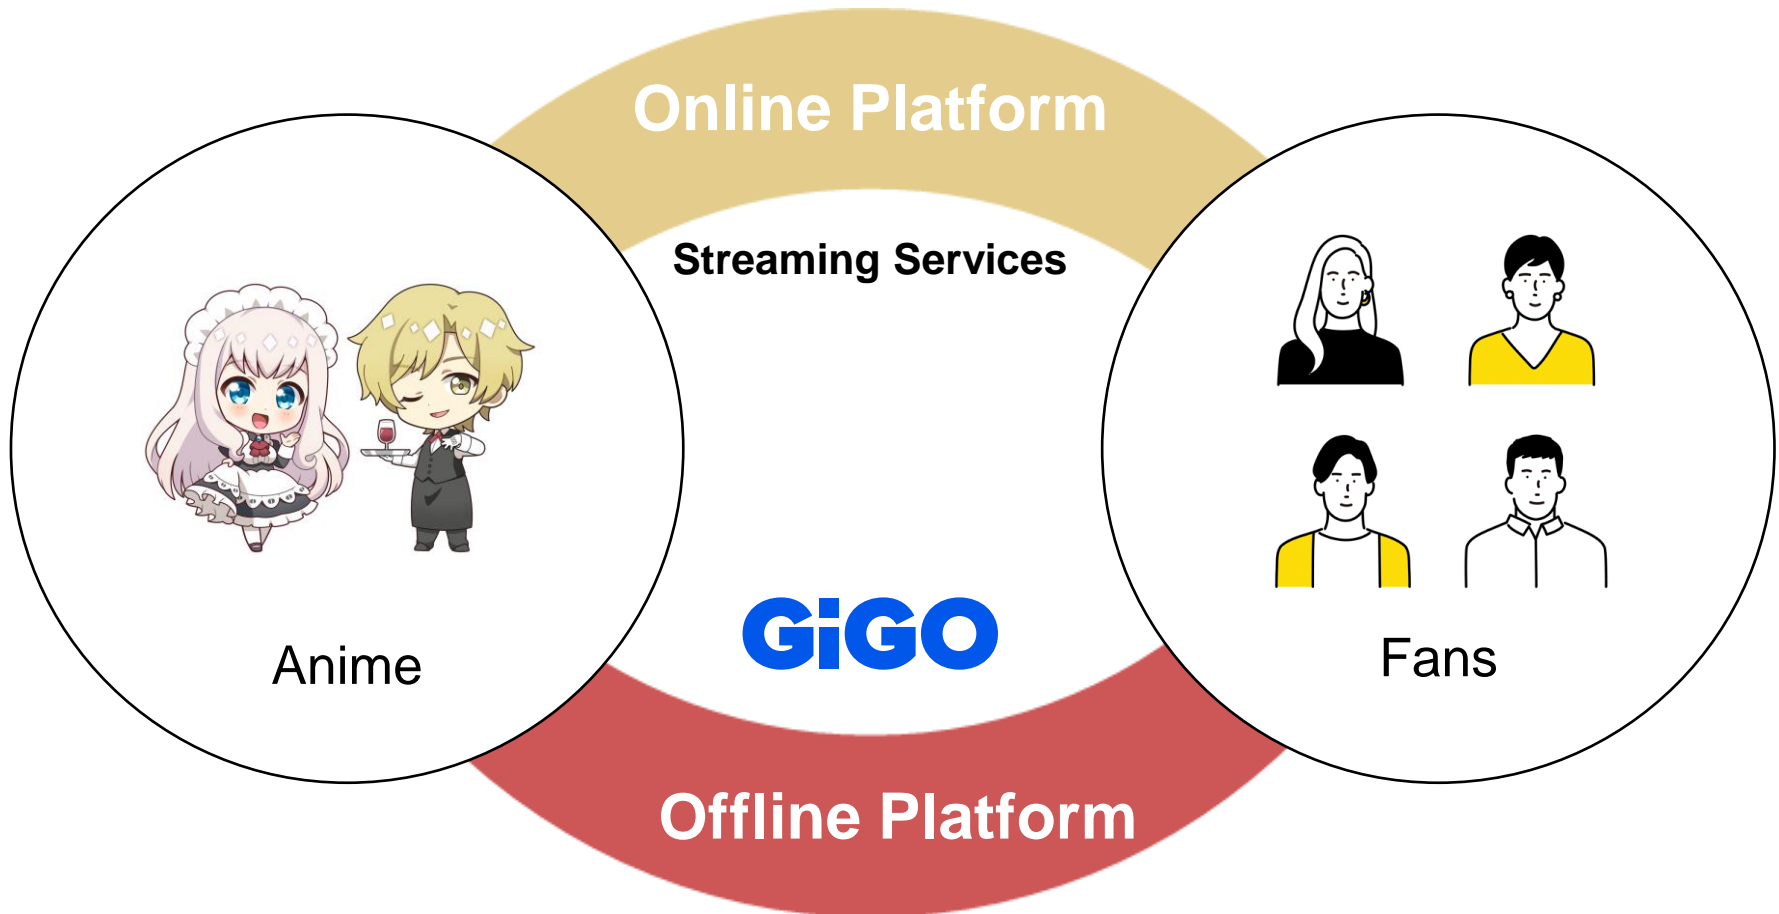 Online Platform
Streaming Services
Anime
Fans
GiGO
Offline Platform